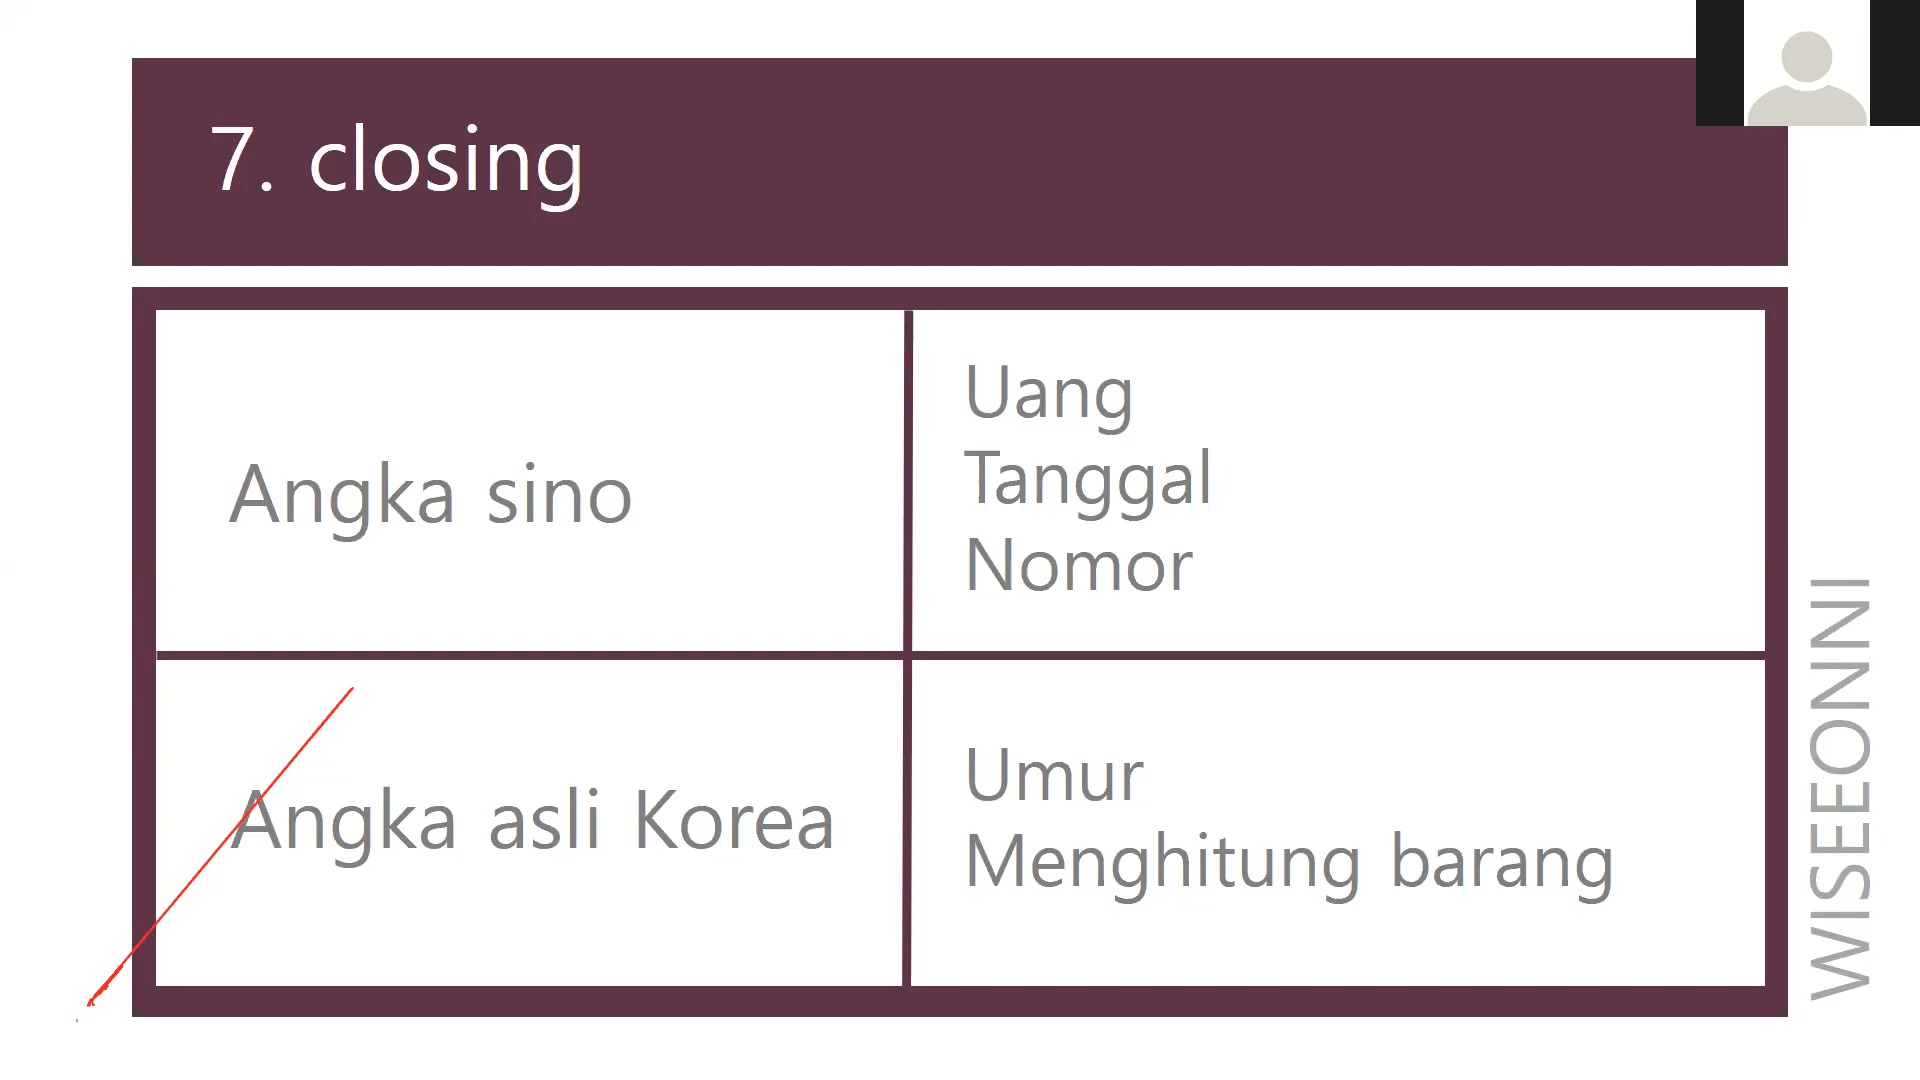 7. closing
Angka sino
Uang
Tanggal
Nomor
Angka asli Korea
Umur
Menghitung barang
WISEEONNI